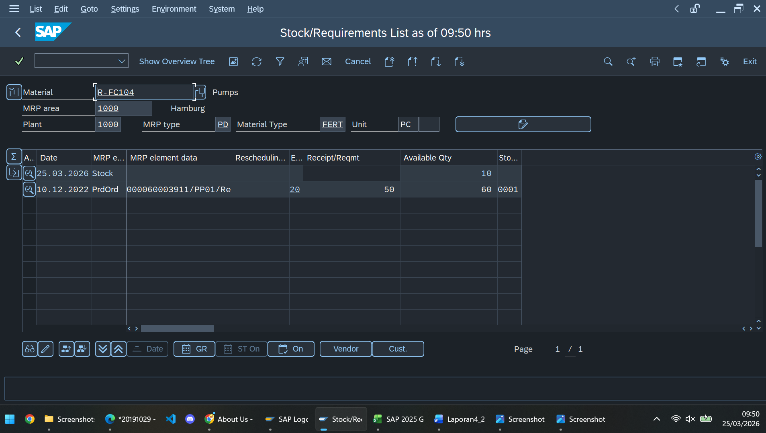 List Edit Goto Settings Environment System Help
SAP Stock/Requirements List as of 09:50 hrs
Show Overview Tree Cancel Exit
Material R-FC104 Pumps
MRP area 1000 Hamburg
Plant 1000 MRP type PD Material Type FERT Unit PC
Σ A.. Date MRP e... MRP element data Reschedulin... E... Receipt/Reqmt Available Qty Sto...
25.03.2026 Stock 10
10.12.2022 PrdOrd 000060003911/PP01/Re 20 50 60 0001
Date GR ST On On Vendor Cust. Page 1 / 1
Screenshot: *20191029 - About Us - SAP Logo Stock/Re SAP 2025 G Laporan4_2 Screenshot Screenshot
09:50
25/03/2026